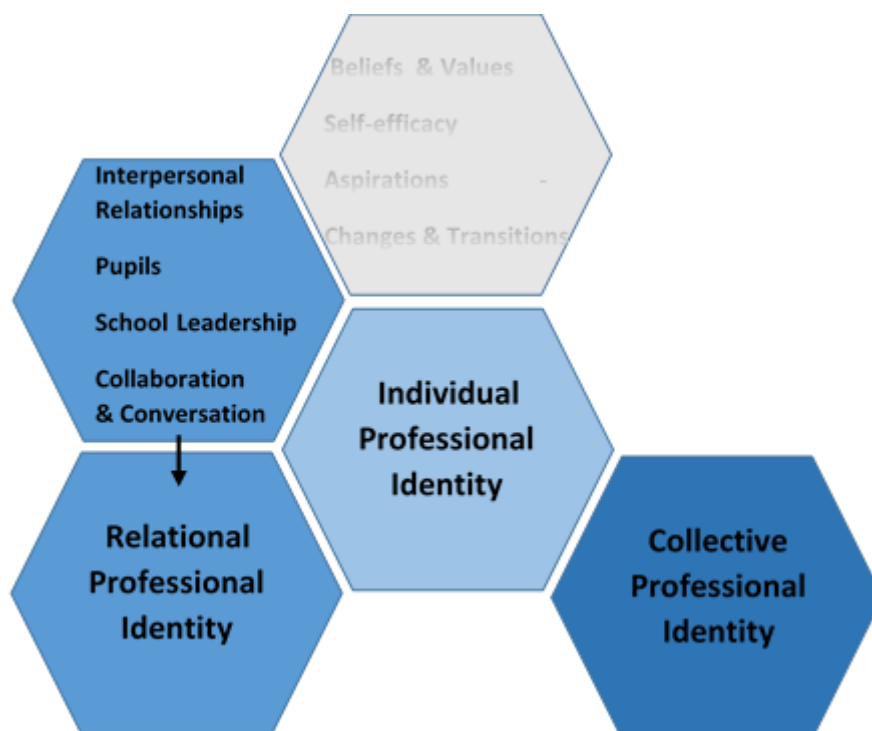 Beliefs & Values
Self-efficacy
Aspirations -
Changes & Transitions
Interpersonal
Relationships
Pupils
School Leadership
Collaboration
& Conversation
Individual
Professional
Identity
Relational
Professional
Identity
Collective
Professional
Identity